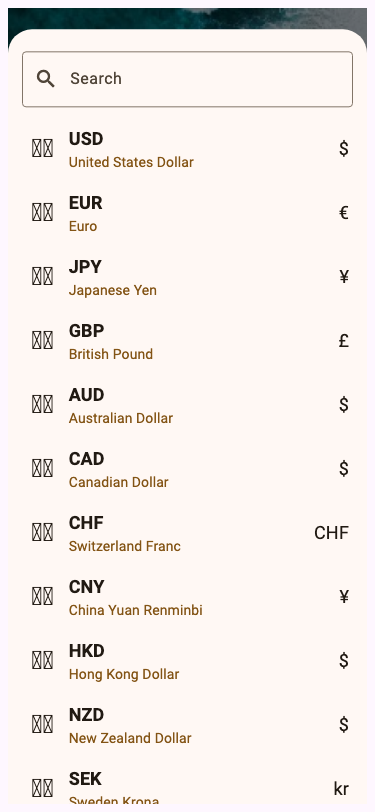 Search
USD
United States Dollar
$
EUR
Euro
€
JPY
Japanese Yen
¥
GBP
British Pound
£
AUD
Australian Dollar
$
CAD
Canadian Dollar
$
CHF
Switzerland Franc
CHF
CNY
China Yuan Renminbi
¥
HKD
Hong Kong Dollar
$
NZD
New Zealand Dollar
$
SEK
Sweden Krona
kr